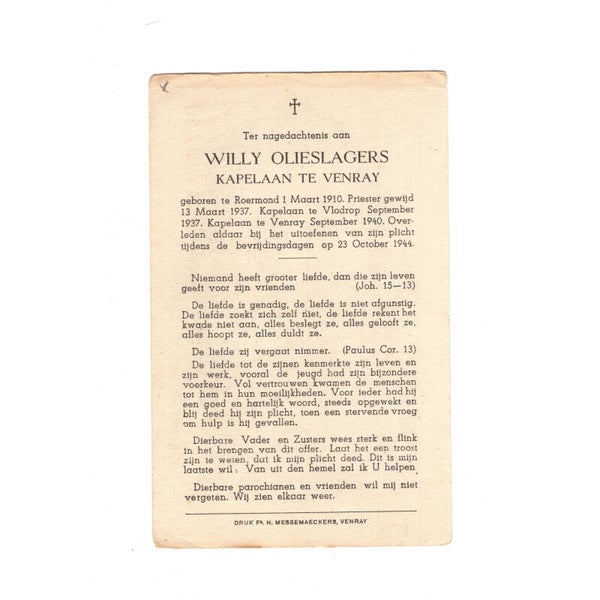 x
Ter nagedachtenis aan
WILLY OLIESLAGERS
KAPELAAN TE VENRAY
geboren te Roermond 1 Maart 1910. Priester gewijd
13 Maart 1937. Kapelaan te Vlodrop September
1937. Kapelaan te Venray September 1940. Over-
leden aldaar bij het uitoefenen van zijn plicht
tijdens de bevrijdingsdagen op 23 October 1944.
Niemand heeft grooter liefde, dan die zijn leven
geeft voor zijn vrienden (Joh. 15—13)
De liefde is genadig, de liefde is niet afgunstig.
De liefde zoekt zich zelf niet, de liefde rekent het
kwade niet aan, alles beslegt ze, alles gelooft ze,
alles hoopt ze, alles duldt ze.
De liefde zij vergaat nimmer. (Paulus Cor. 13)
De liefde tot de zijnen kenmerkte zijn leven en
zijn werk, vooral de jeugd had zijn bijzondere
voorkeur. Vol vertrouwen kwamen de menschen
tot hem in hun moeilijkheden. Voor ieder had hij
een goed en hartelijk woord, steeds opgewekt en
blij deed hij zijn plicht, toen een stervende vroeg
om hulp is hij gevallen.
Dierbare Vader en Zusters wees sterk en flink
in het brengen van dit offer. Laat het een troost
zijn te weten, dat ik mijn plicht deed. Dit is mijn
laatste wil: Van uit den hemel zal ik U helpen
Dierbare parochianen en vrienden wil mij niet
vergeten. Wij zien elkaar weer.
DRUK FA. H. MESSEMAECKERS, VENRAY